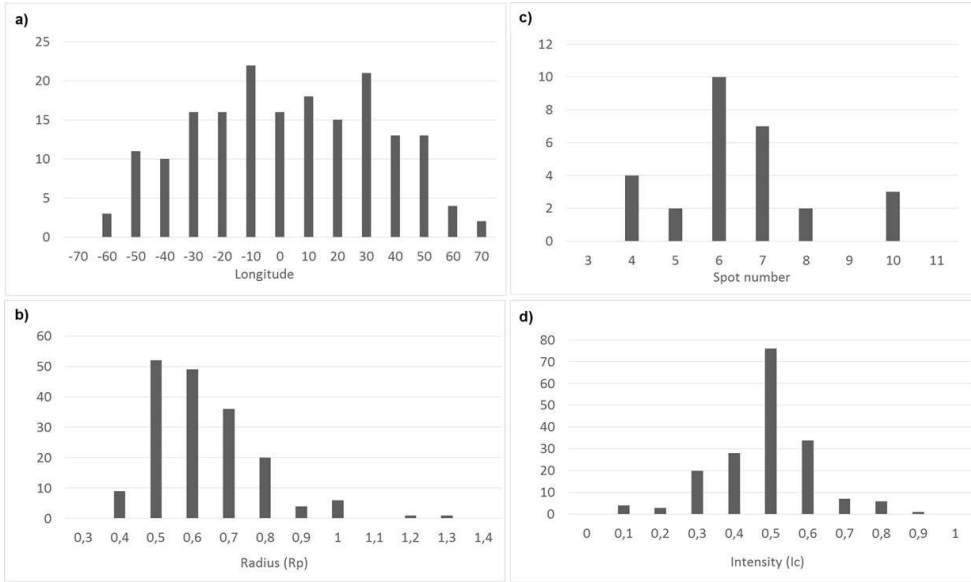 a)
25
20
15
10
5
0
-70 -60 -50 -40 -30 -20 -10 0 10 20 30 40 50 60 70
Longitude
c)
12
10
8
6
4
2
0
3 4 5 6 7 8 9 10 11
Spot number
b)
60
50
40
30
20
10
0
0,3 0,4 0,5 0,6 0,7 0,8 0,9 1 1,1 1,2 1,3 1,4
Radius (Rp)
d)
80
70
60
50
40
30
20
10
0
0 0,1 0,2 0,3 0,4 0,5 0,6 0,7 0,8 0,9 1
Intensity (Ic)